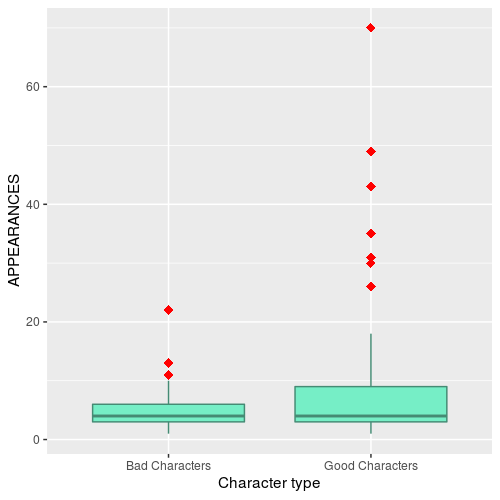 APPEARANCES
60
40
20
0
Bad Characters
Good Characters
Character type